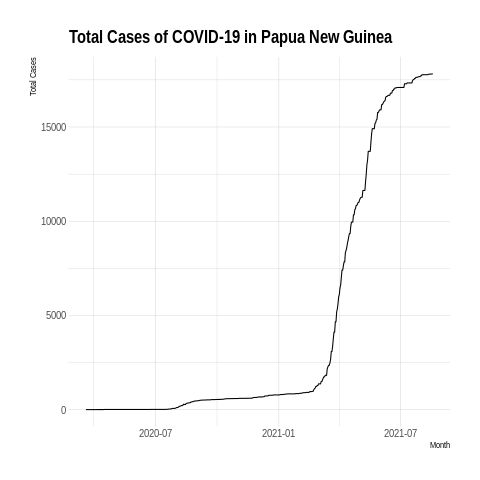 Total Cases of COVID-19 in Papua New Guinea
Total Cases
15000
10000
5000
0
2020-07
2021-01
2021-07
Month